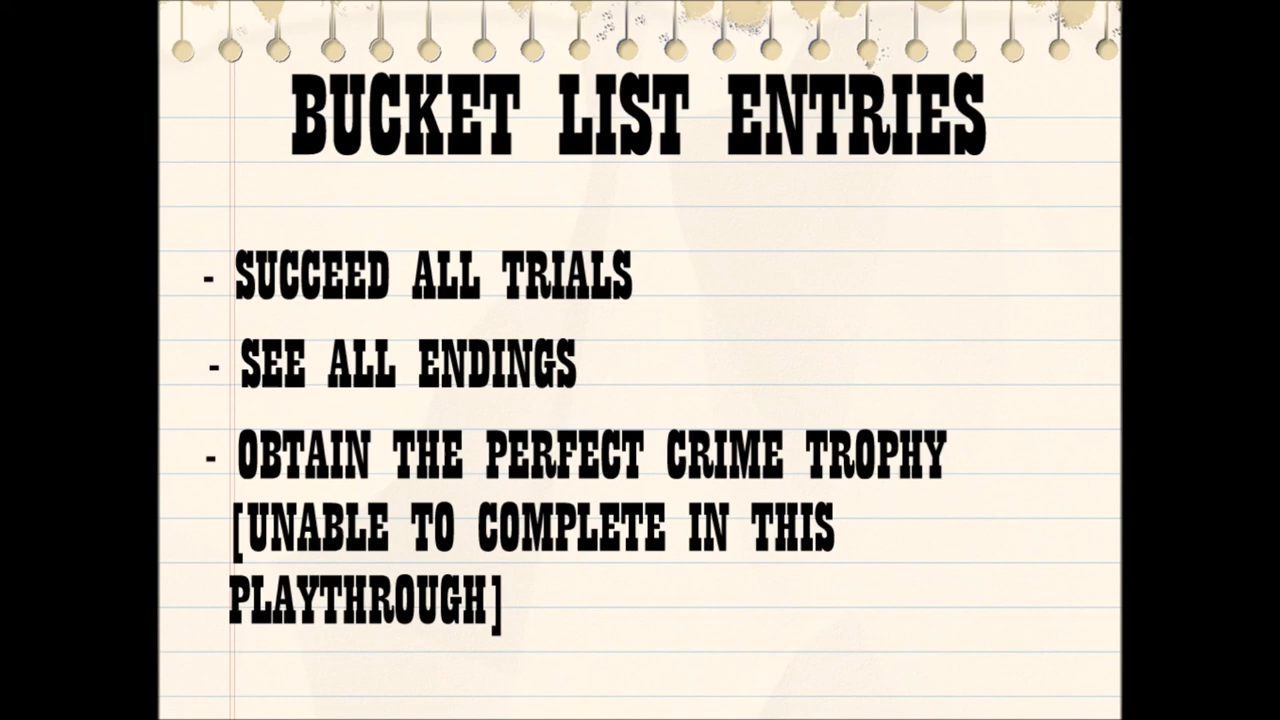 BUCKET LIST ENTRIES
- SUCCEED ALL TRIALS
- SEE ALL ENDINGS
- OBTAIN THE PERFECT CRIME TROPHY
[UNABLE TO COMPLETE IN THIS
PLAYTHROUGH]